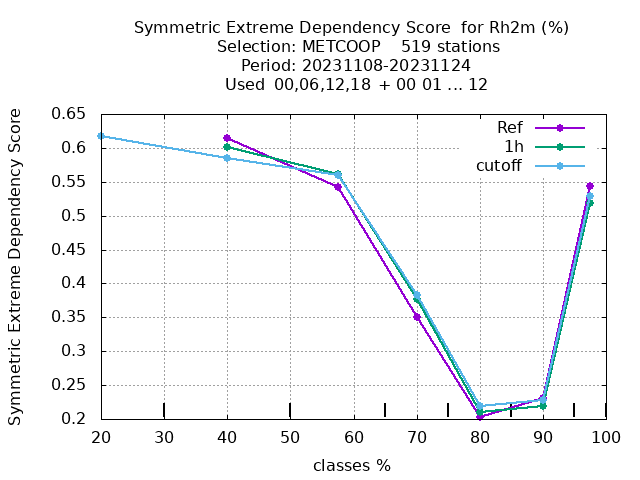 Symmetric Extreme Dependency Score  for Rh2m (%)
Selection: METCOOP    519 stations
Period: 20231108-20231124
Used  00,06,12,18 + 00 01 ... 12
Symmetric Extreme Dependency Score
0.65
0.6
0.55
0.5
0.45
0.4
0.35
0.3
0.25
0.2
Ref
1h
cutoff
20 30 40 50 60 70 80 90 100
classes %